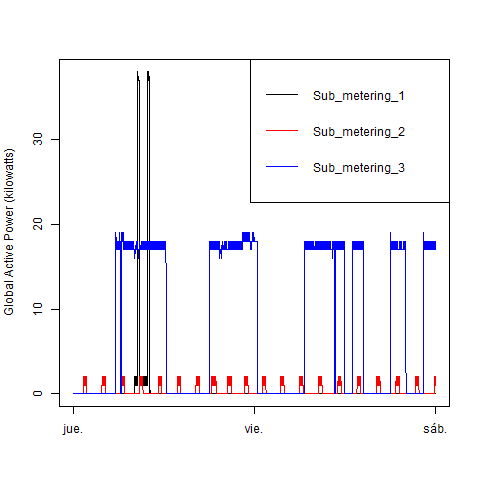 Sub_metering_1
Sub_metering_2
Sub_metering_3
Global Active Power (kilowatts)
30
20
10
0
jue.
vie.
sáb.